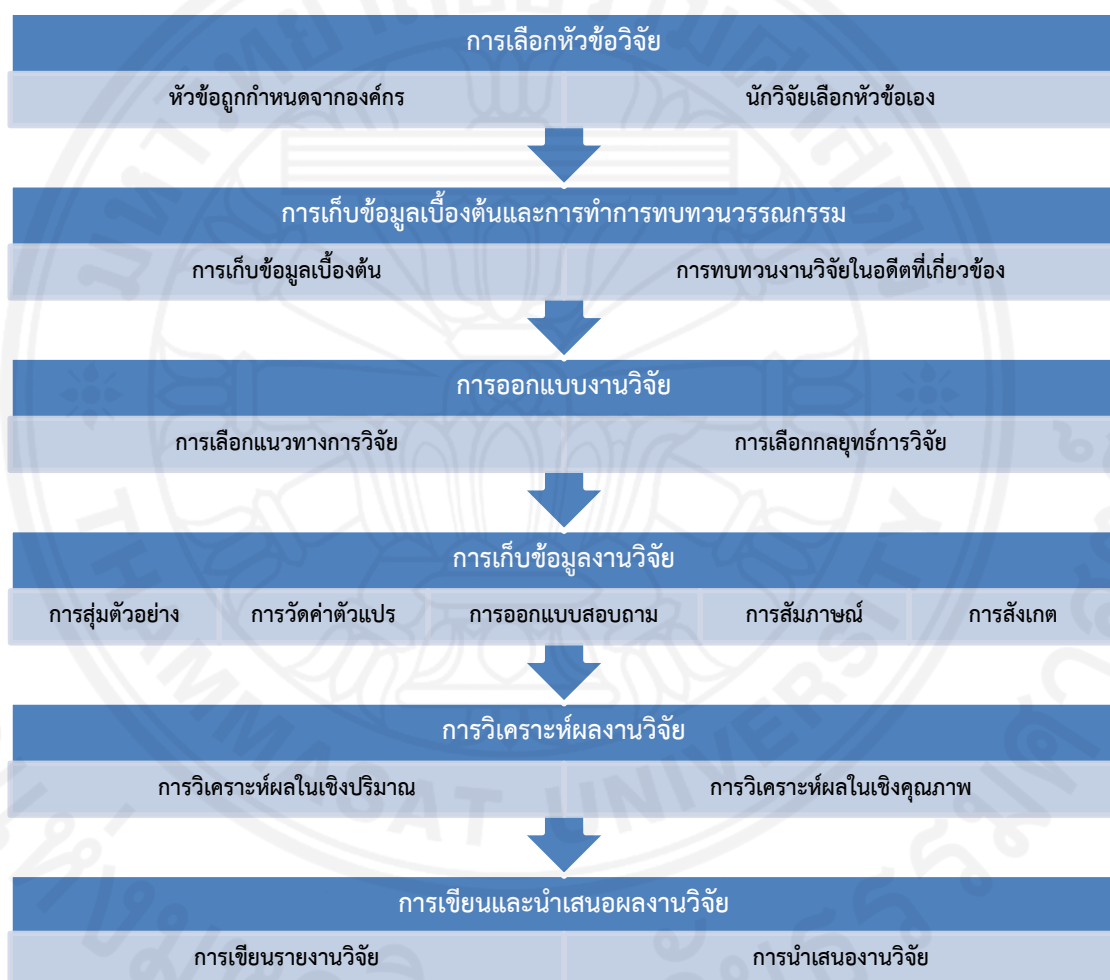 การเลือกหัวข้อวิจัย
หัวข้อถูกกำหนดจากองค์กร นักวิจัยเลือกหัวข้อเอง
การเก็บข้อมูลเบื้องต้นและการทำการทบทวนวรรณกรรม
การเก็บข้อมูลเบื้องต้น การทบทวนงานวิจัยในอดีตที่เกี่ยวข้อง
การออกแบบงานวิจัย
การเลือกแนวทางการวิจัย การเลือกกลยุทธ์การวิจัย
การเก็บข้อมูลงานวิจัย
การสุ่มตัวอย่าง การวัดค่าตัวแปร การออกแบบสอบถาม การสัมภาษณ์ การสังเกต
การวิเคราะห์ผลงานวิจัย
การวิเคราะห์ผลในเชิงปริมาณ การวิเคราะห์ผลในเชิงคุณภาพ
การเขียนและนำเสนอผลงานวิจัย
การเขียนรายงานวิจัย การนำเสนองานวิจัย
THAMMASAT UNIVERSITY